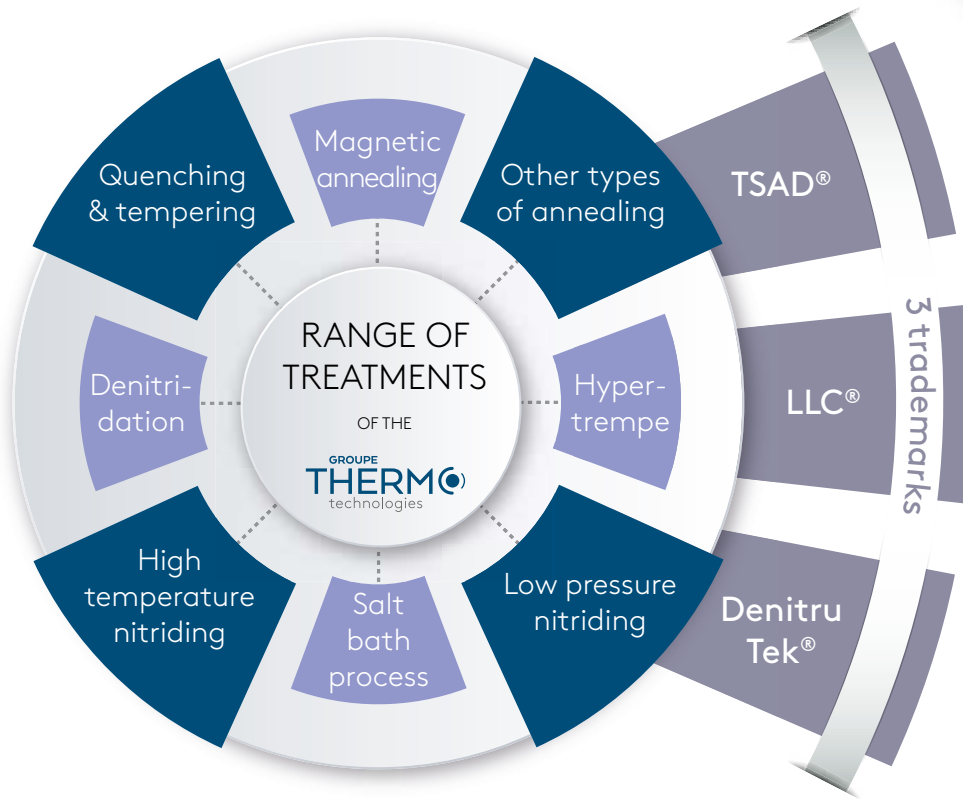 RANGE OF
TREATMENTS
OF THE
GROUPE
THERMO
technologies
Magnetic
annealing
Other types
of annealing
Hyper-
trempe
Low pressure
nitriding
Salt
bath
process
High
temperature
nitriding
Denitri-
dation
Quenching
& tempering
TSAD®
LLC®
Denitru
Tek®
3 trademarks